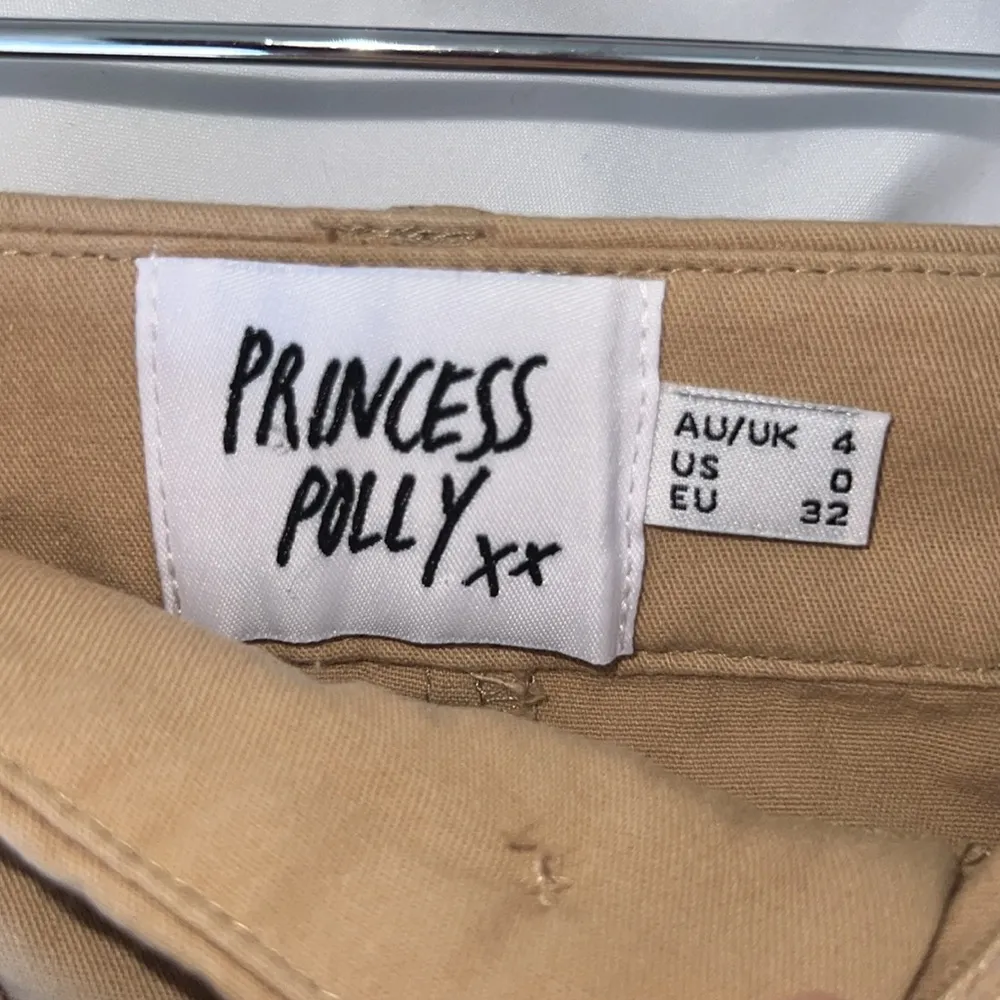 PRINCESS
POLLY xx
AU/UK 4
US 0
EU 32